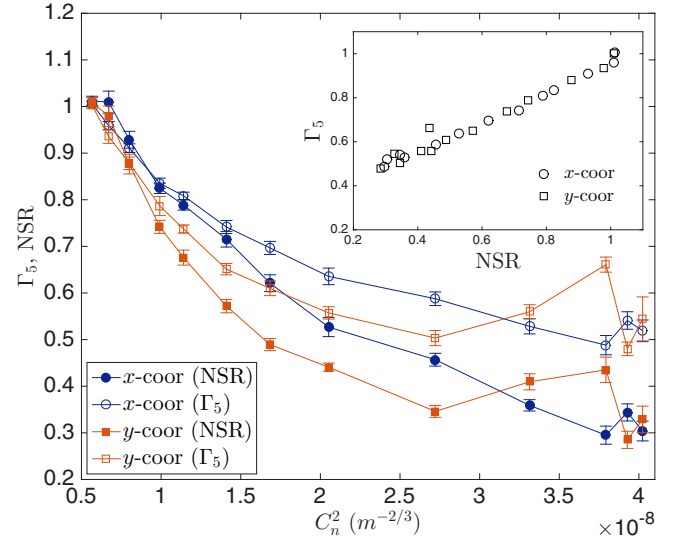 1.2
1.1
1
0.9
0.8
0.7
0.6
0.5
0.4
0.3
0.2
Γ₅, NSR
0.5 1 1.5 2 2.5 3 3.5 4
C_n^2 (m^{-2/3})
×10^{-8}
x-coor (NSR)
x-coor (Γ₅)
y-coor (NSR)
y-coor (Γ₅)
1
0.8
0.6
0.4
0.2
Γ₅
0.2 0.4 0.6 0.8 1
NSR
x-coor
y-coor